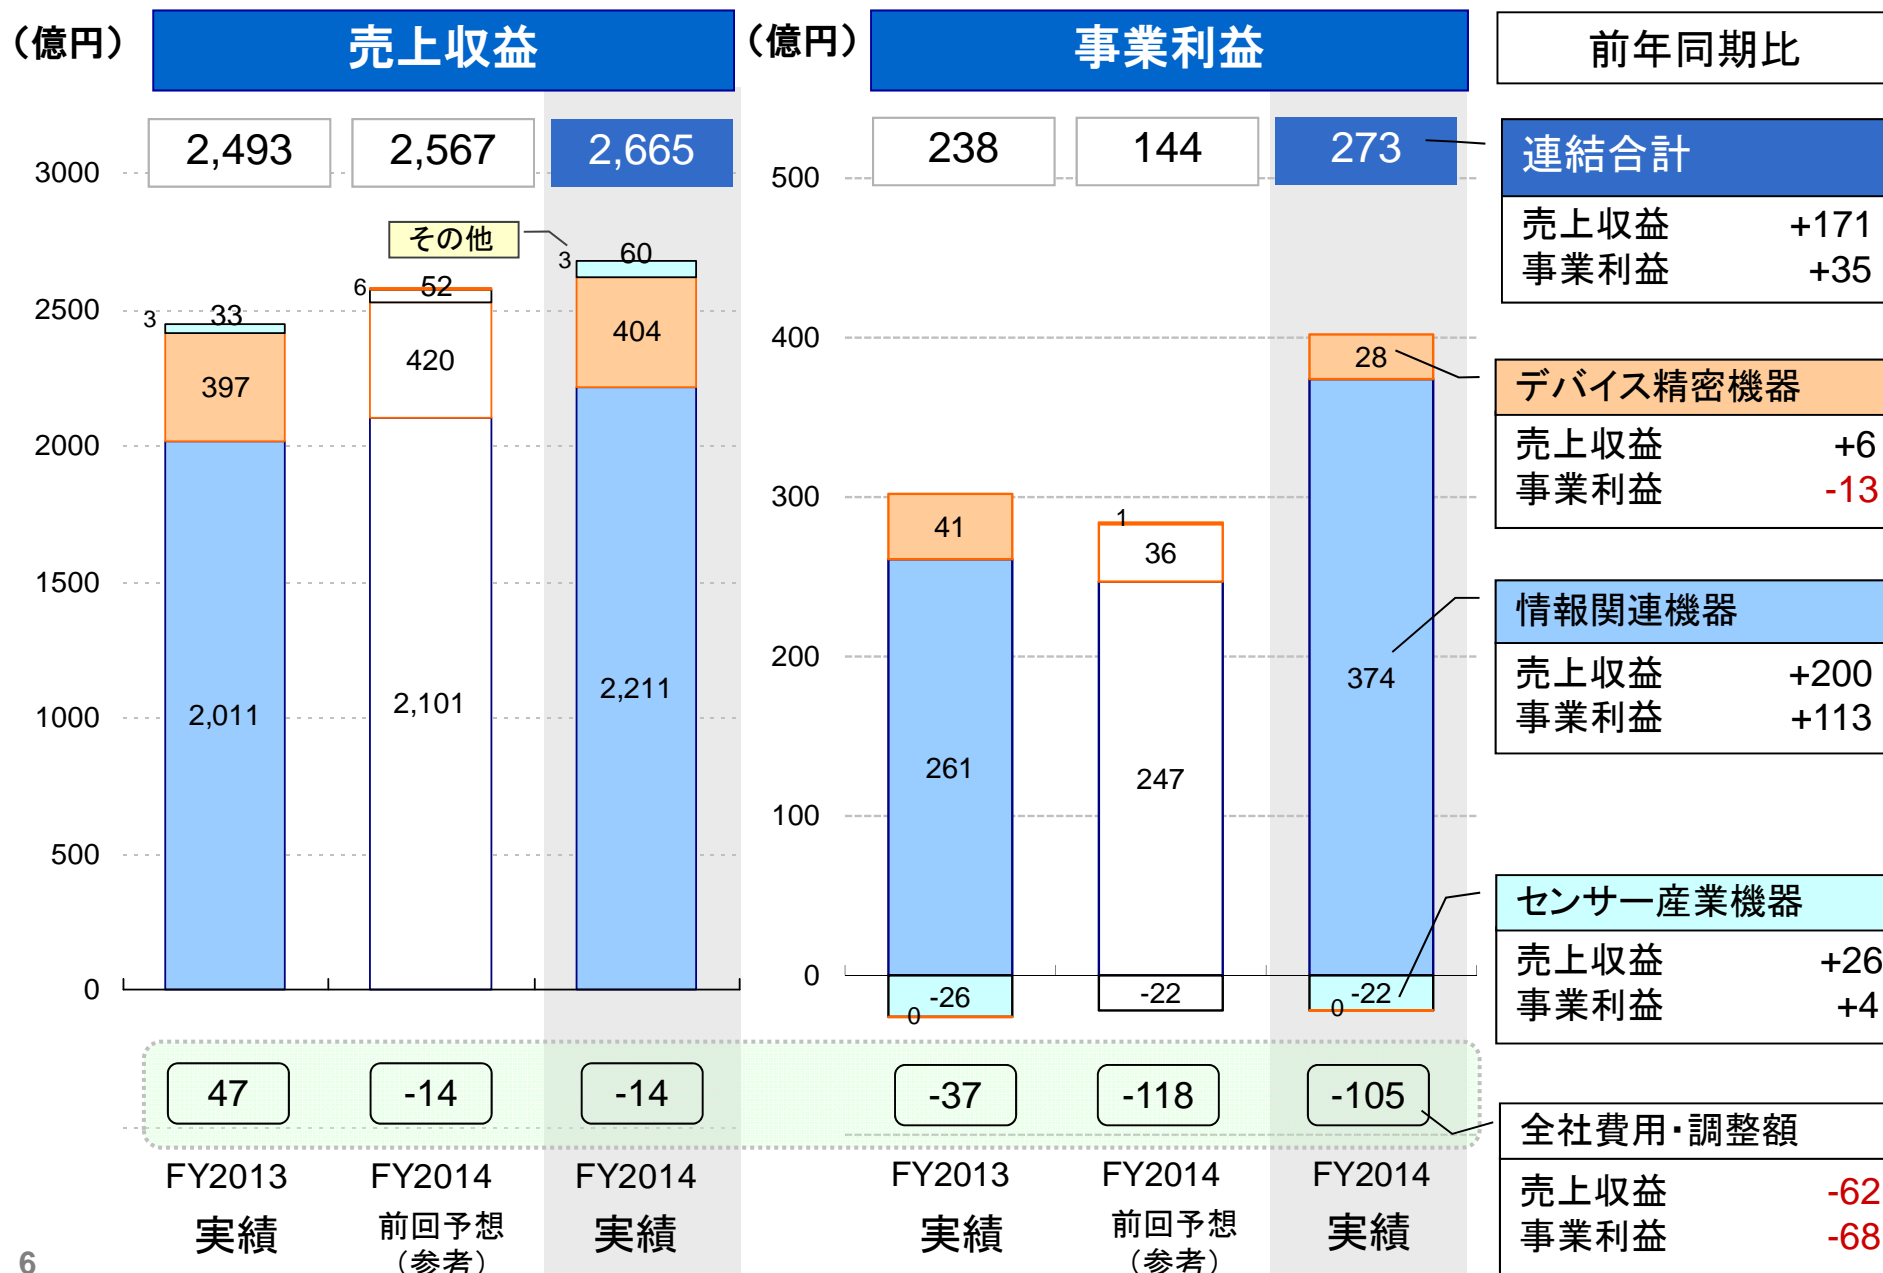 （億円）
売上収益
2,493
2,567
2,665
3000
2500
2000
1500
1000
500
0
その他
3
33
397
2,011
6
52
420
2,101
3
60
404
2,211
47
-14
-14
FY2013
実績
FY2014
前回予想
（参考）
FY2014
実績
（億円）
事業利益
238
144
273
500
400
300
200
100
0
41
261
-26
0
1
36
247
-22
28
374
-22
0
-37
-118
-105
FY2013
実績
FY2014
前回予想
（参考）
FY2014
実績
前年同期比
連結合計
売上収益 +171
事業利益 +35
デバイス精密機器
売上収益 +6
事業利益 -13
情報関連機器
売上収益 +200
事業利益 +113
センサー産業機器
売上収益 +26
事業利益 +4
全社費用・調整額
売上収益 -62
事業利益 -68
6